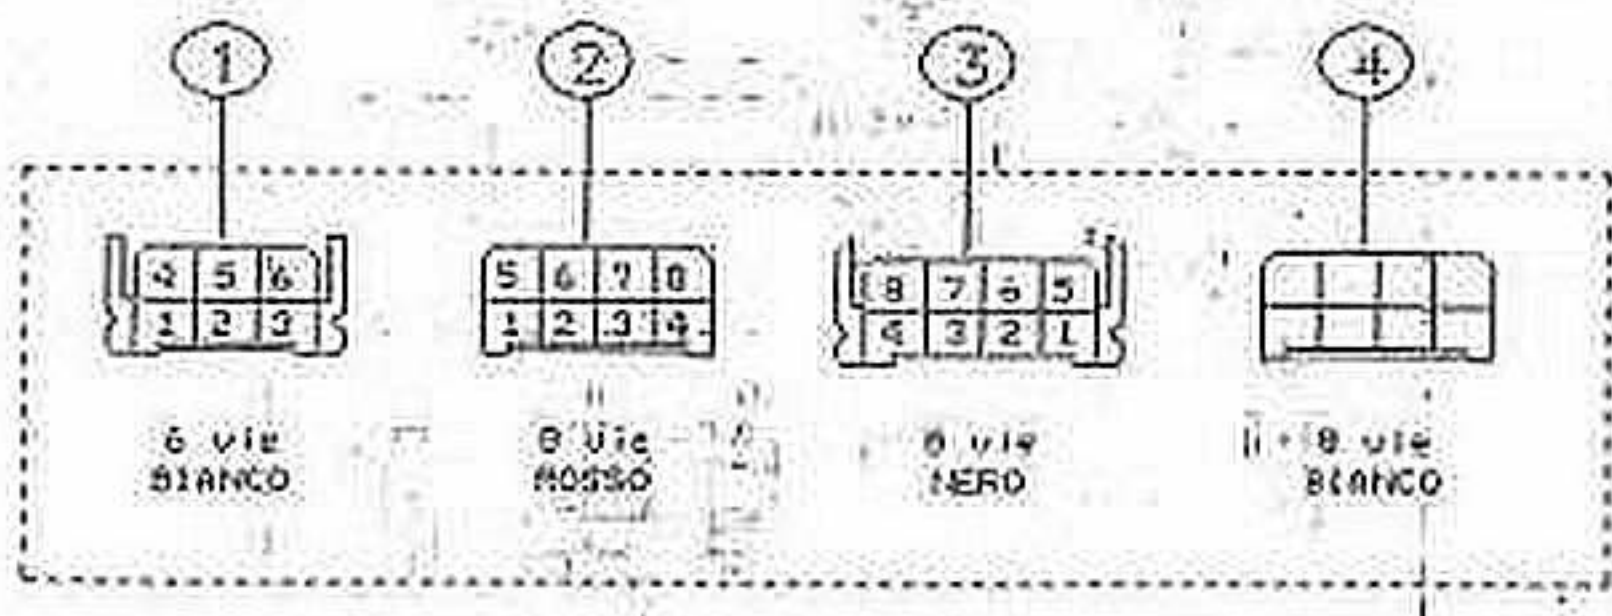 1 2 3 4
4 5 6
1 2 3
5 6 7 8
1 2 3 4
8 7 6 5
4 3 2 1
6 vie
BIANCO
8 vie
ROSSO
8 vie
NERO
8 vie
BIANCO